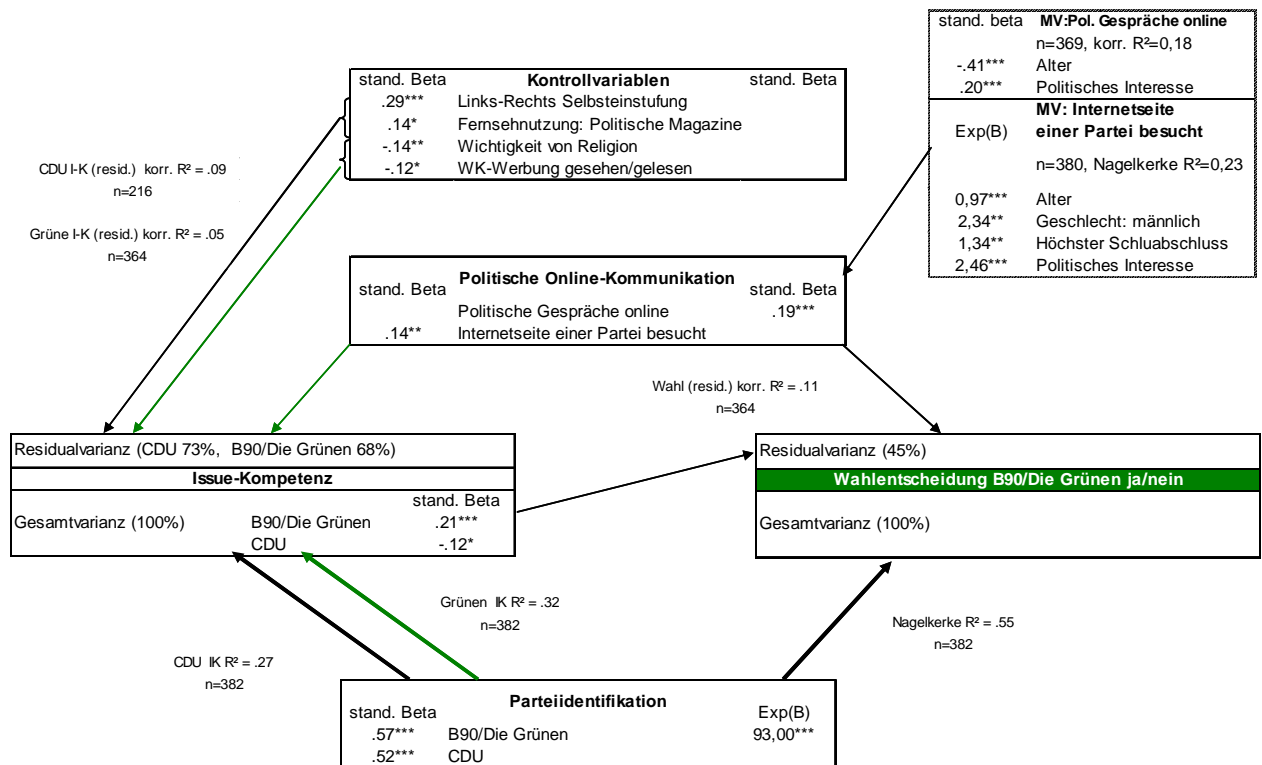 stand. beta MV:Pol. Gespräche online
n=369, korr. R²=0,18
-.41*** Alter
.20*** Politisches Interesse
MV: Internetseite
Exp(B) einer Partei besucht
n=380, Nagelkerke R²=0,23
0,97*** Alter
2,34** Geschlecht: männlich
1,34** Höchster Schluabschluss
2,46*** Politisches Interesse
stand. Beta Kontrollvariablen stand. Beta
.29*** Links-Rechts Selbsteinstufung
.14* Fernsehnutzung: Politische Magazine
-.14** Wichtigkeit von Religion
-.12* WK-Werbung gesehen/gelesen
CDU I-K (resid.) korr. R² = .09
n=216
Grüne I-K (resid.) korr. R² = .05
n=364
stand. Beta Politische Online-Kommunikation stand. Beta
Politische Gespräche online .19***
.14** Internetseite einer Partei besucht
Wahl (resid.) korr. R² = .11
n=364
Residualvarianz (CDU 73%, B90/Die Grünen 68%)
Issue-Kompetenz
stand. Beta
Gesamtvarianz (100%) B90/Die Grünen .21***
CDU -.12*
Residualvarianz (45%)
Wahlentscheidung B90/Die Grünen ja/nein
Gesamtvarianz (100%)
Grünen IK R² = .32
n=382
Nagelkerke R² = .55
n=382
CDU IK R² = .27
n=382
Parteiidentifikation
stand. Beta Exp(B)
.57*** B90/Die Grünen 93,00***
.52*** CDU